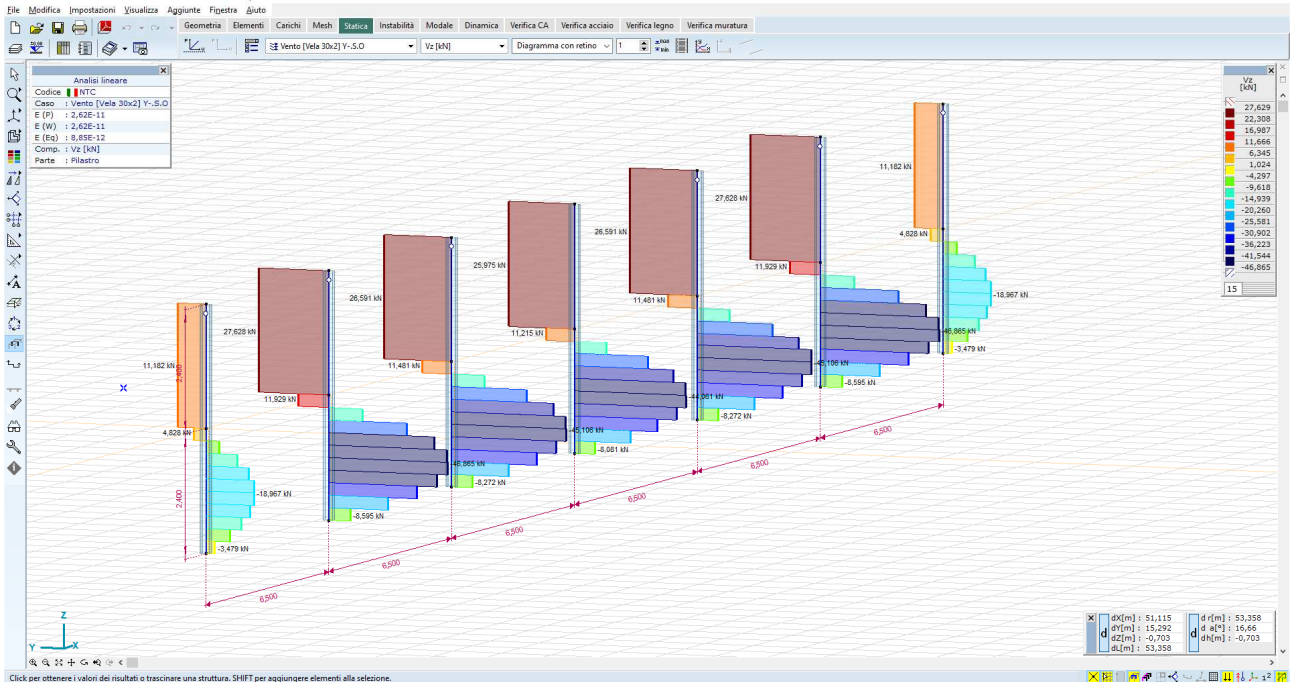 File Modifica Impostazioni Visualizza Aggiunte Finestra Aiuto
Geometria Elementi Carichi Mesh Statica Instabilità Modale Dinamica Verifica CA Verifica acciaio Verifica legno Verifica muratura
Vento [Vela 30x2] Y-.S.O Vz [kN] Diagramma con retino 1
Analisi lineare
Codice NTC
Caso : Vento [Vela 30x2] Y-.S.O
E (P) : 2,62E-11
E (W) : 2,62E-11
E (Eq) : 8,85E-12
Comp. : Vz [kN]
Parte : Pilastro
Vz
[kN]
27,629
22,308
16,987
11,666
6,345
1,024
-4,297
-9,618
-14,939
-20,260
-25,581
-30,902
-36,223
-41,544
-46,865
15
11,182 kN
4,828 kN
-18,967 kN
-3,479 kN
2,400
2,400
27,628 kN
11,929 kN
-46,865 kN
-8,595 kN
26,591 kN
11,481 kN
-45,106 kN
-8,272 kN
25,975 kN
11,215 kN
-44,061 kN
-8,081 kN
26,591 kN
11,481 kN
-45,106 kN
-8,272 kN
27,628 kN
11,929 kN
-46,865 kN
-8,595 kN
11,182 kN
4,828 kN
-18,967 kN
-3,479 kN
6,500
6,500
6,500
6,500
6,500
6,500
Z
Y
X
d
dX[m] : 51,115
dY[m] : 15,292
dZ[m] : -0,703
dL[m] : 53,358
d
d r[m] : 53,358
d a[°] : 16,66
dh[m] : -0,703
Click per ottenere i valori dei risultati o trascinare una struttura. SHIFT per aggiungere elementi alla selezione.